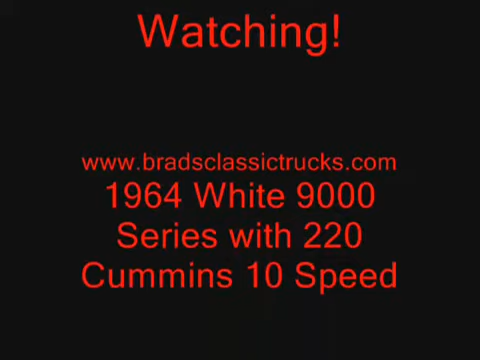 Watching!
www.bradsclassictrucks.com
1964 White 9000
Series with 220
Cummins 10 Speed